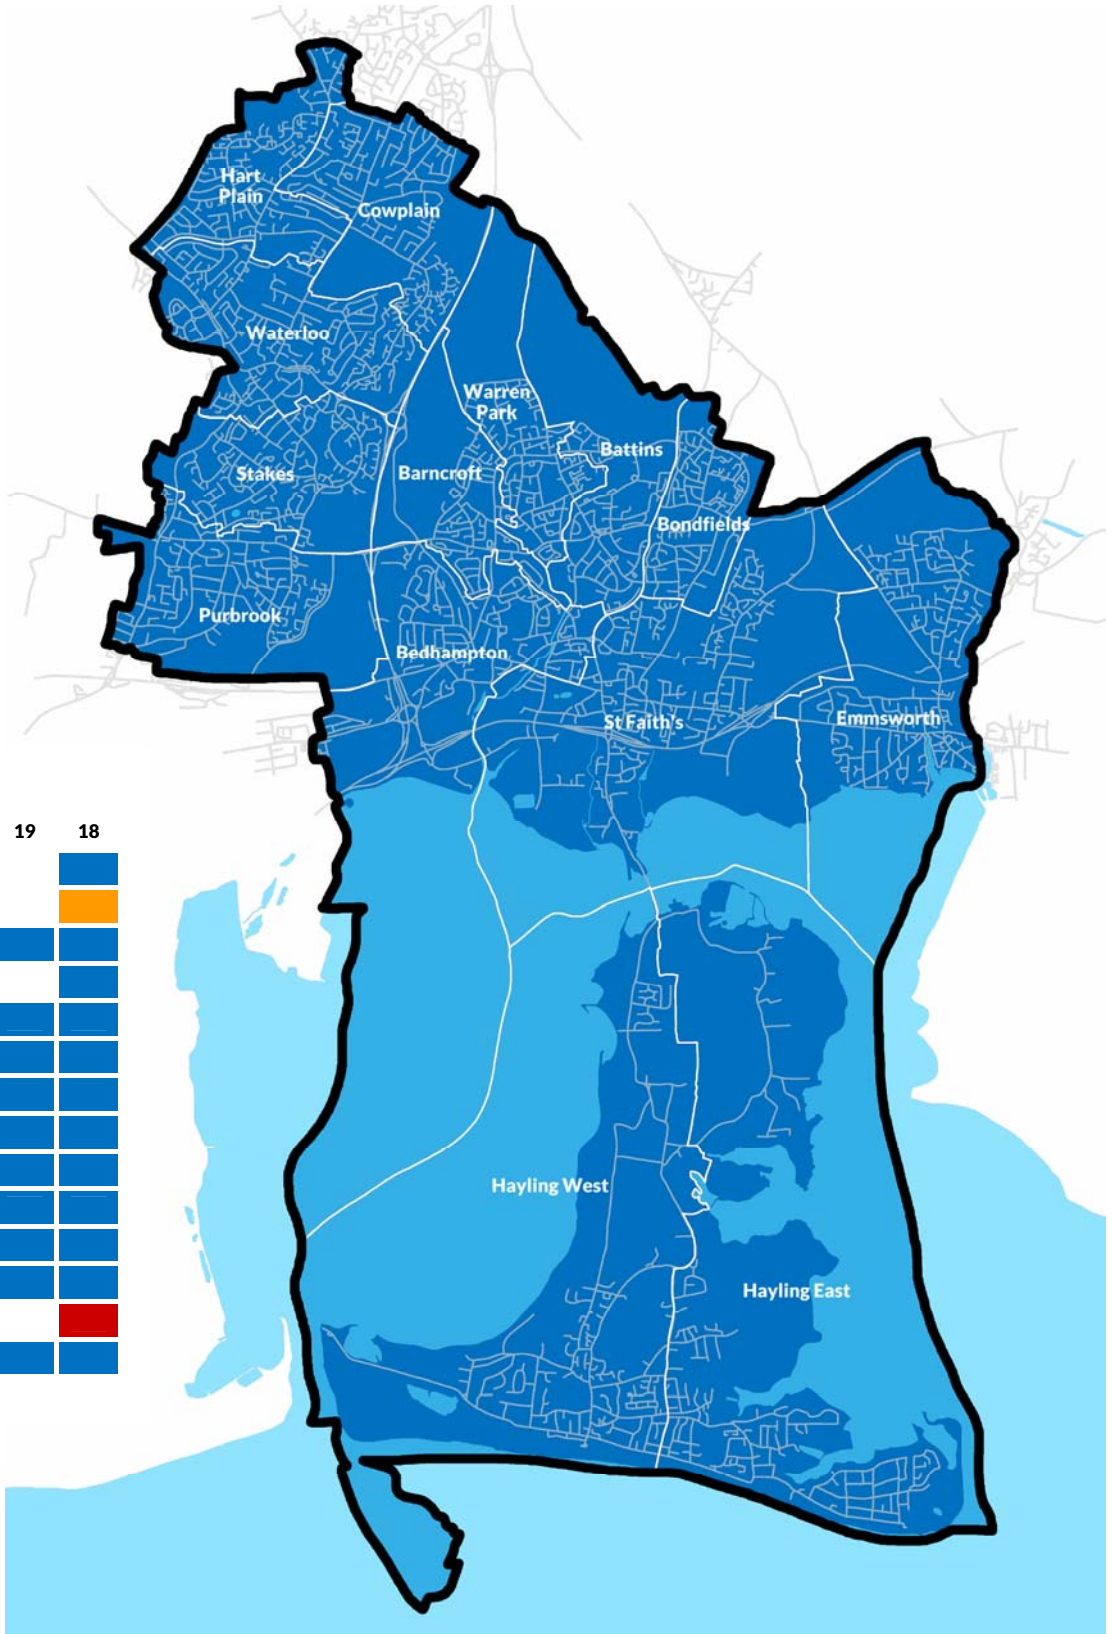 Hart
Plain
Cowplain
Waterloo
Warren
Park
Battins
Stakes
Barncroft
Bondfields
Purbrook
Bedhampton
St Faith's
Emmsworth
19 18
Hayling West
Hayling East